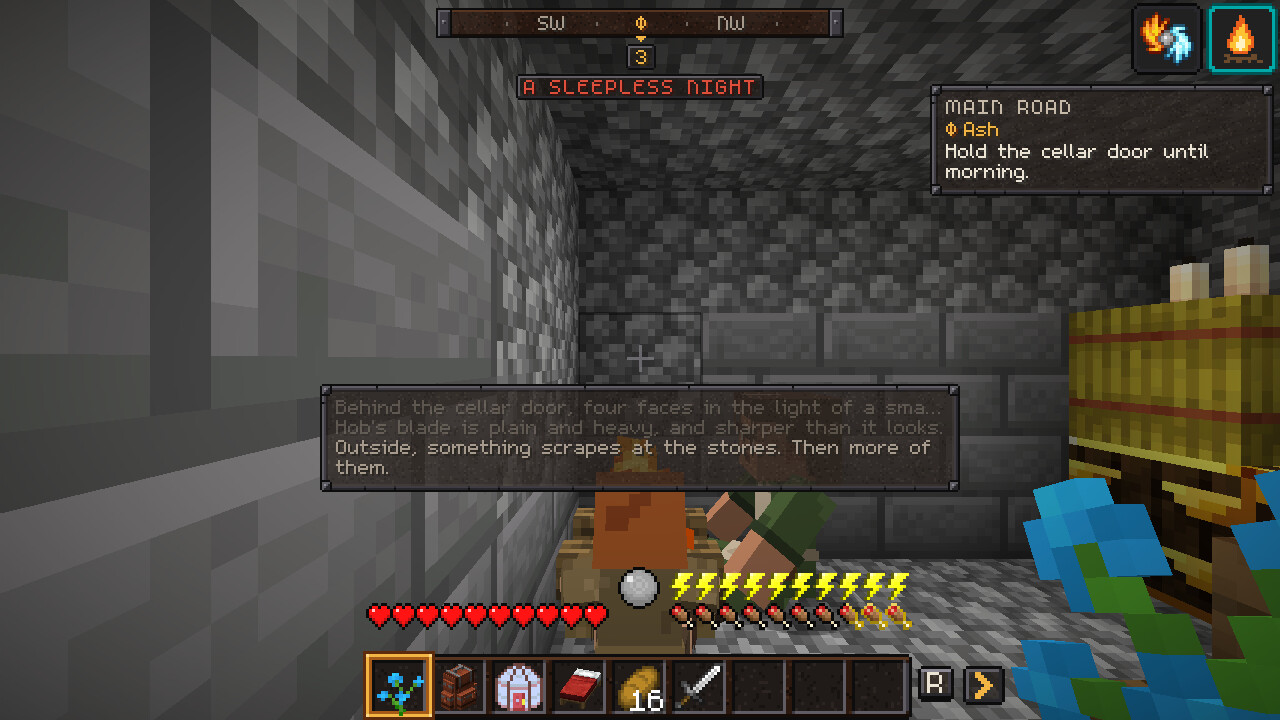 SW NW
3
A SLEEPLESS NIGHT
MAIN ROAD
Ash
Hold the cellar door until
morning.
Behind the cellar door, four faces in the light of a sma...
Hob's blade is plain and heavy, and sharper than it looks.
Outside, something scrapes at the stones. Then more of
them.
16
R